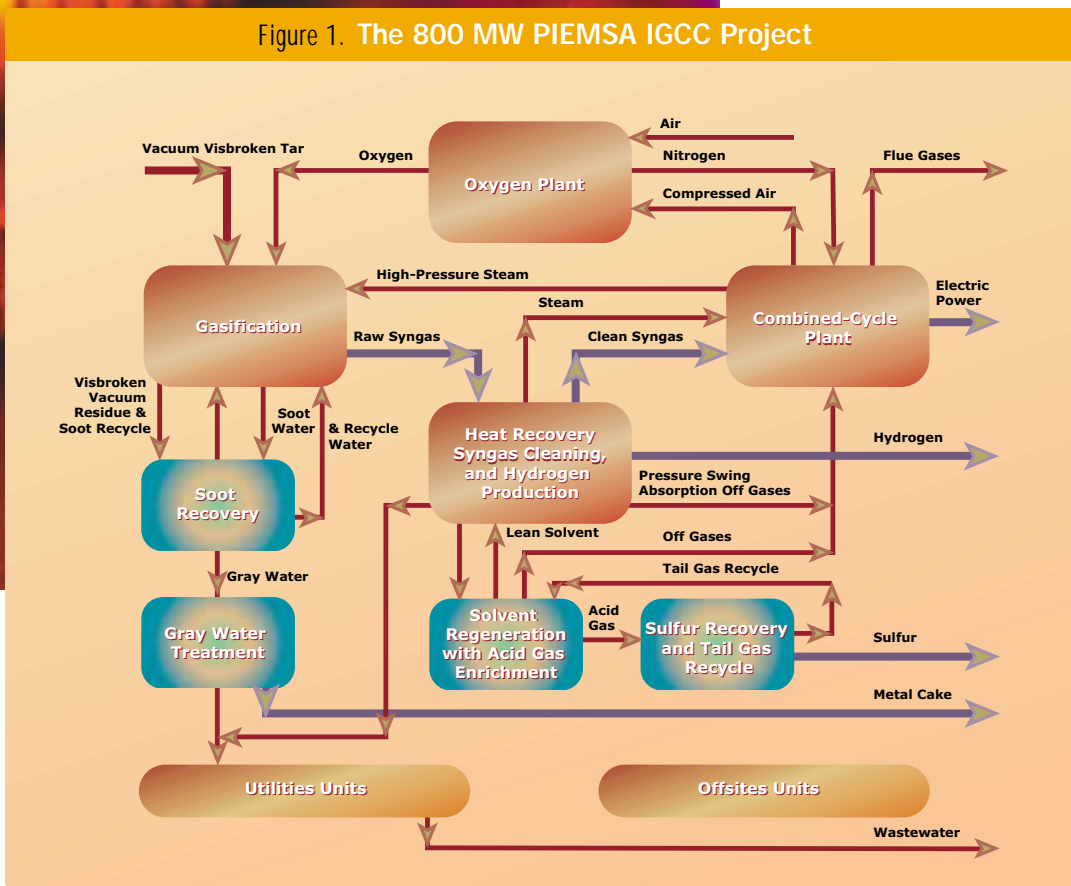 Figure 1. The 800 MW PIEMSA IGCC Project
Air
Vacuum Visbroken Tar
Oxygen
Nitrogen
Flue Gases
Oxygen Plant
Compressed Air
High-Pressure Steam
Electric
Power
Steam
Gasification
Combined-Cycle
Plant
Raw Syngas
Clean Syngas
Visbroken
Vacuum
Residue &
Soot Recycle
Soot
Water
& Recycle
Water
Heat Recovery
Syngas Cleaning,
and Hydrogen
Production
Hydrogen
Pressure Swing
Absorption Off Gases
Soot
Recovery
Lean Solvent
Off Gases
Tail Gas Recycle
Gray Water
Gray Water
Treatment
Solvent
Regeneration
with Acid Gas
Enrichment
Acid
Gas
Sulfur Recovery
and Tail Gas
Recycle
Sulfur
Metal Cake
Utilities Units
Offsites Units
Wastewater